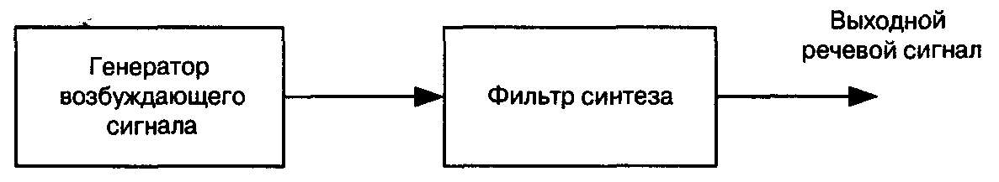 Генератор
возбуждающего
сигнала
Фильтр синтеза
Выходной
речевой сигнал